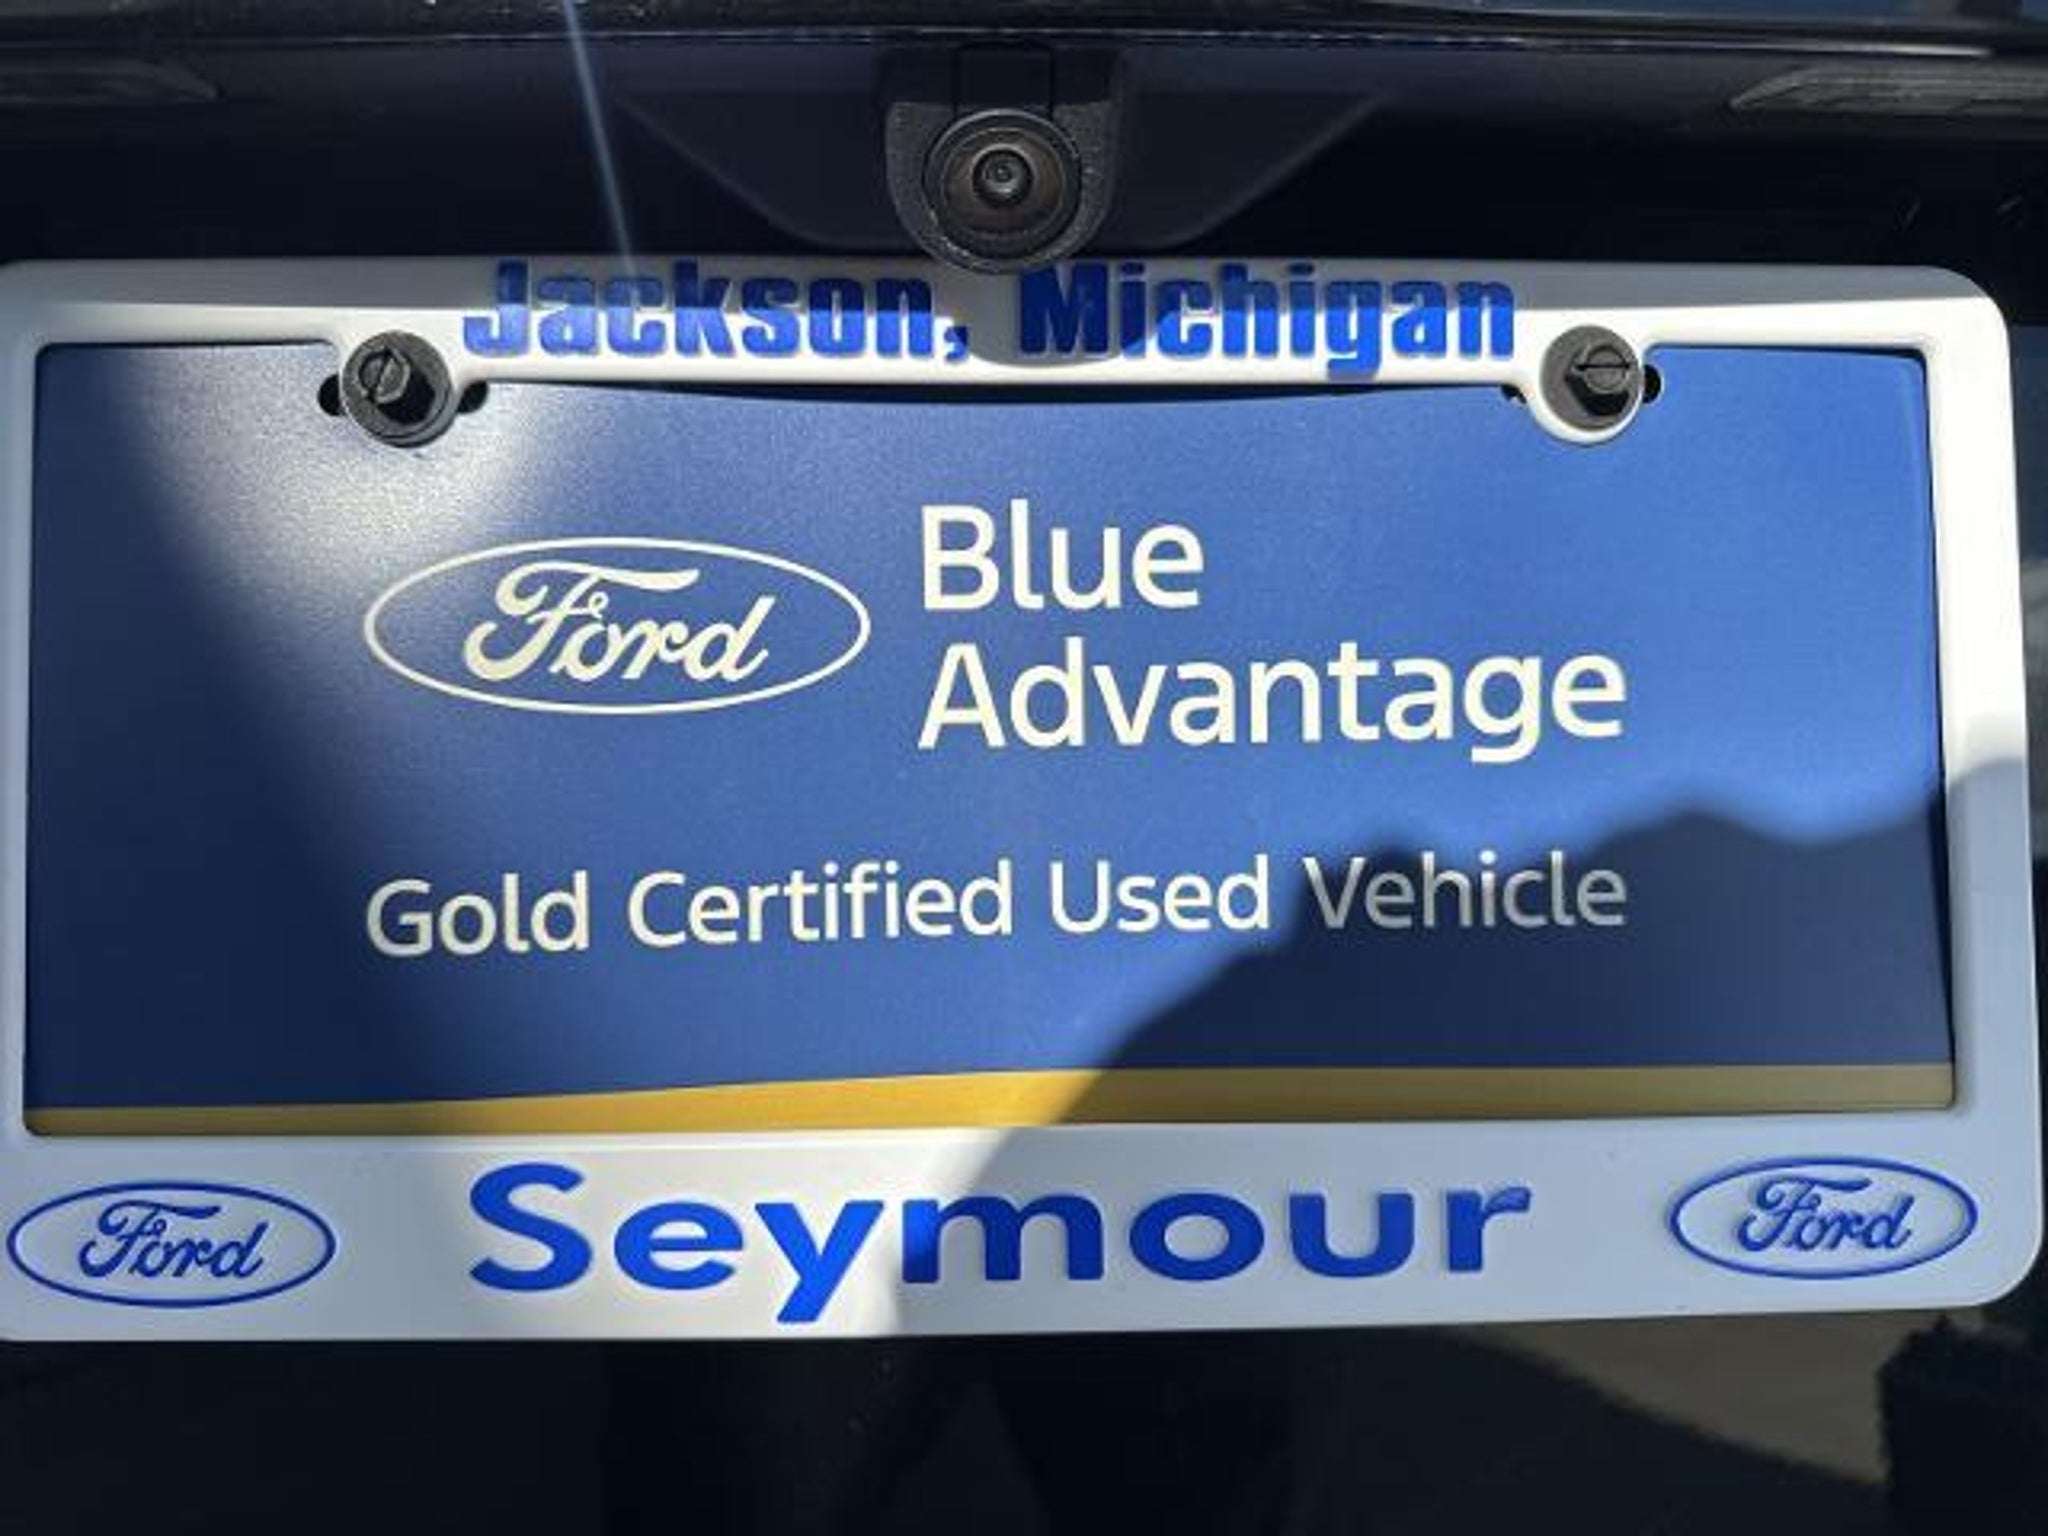 Jackson, Michigan
Ford
Blue
Advantage
Gold Certified Used Vehicle
Ford
Seymour
Ford